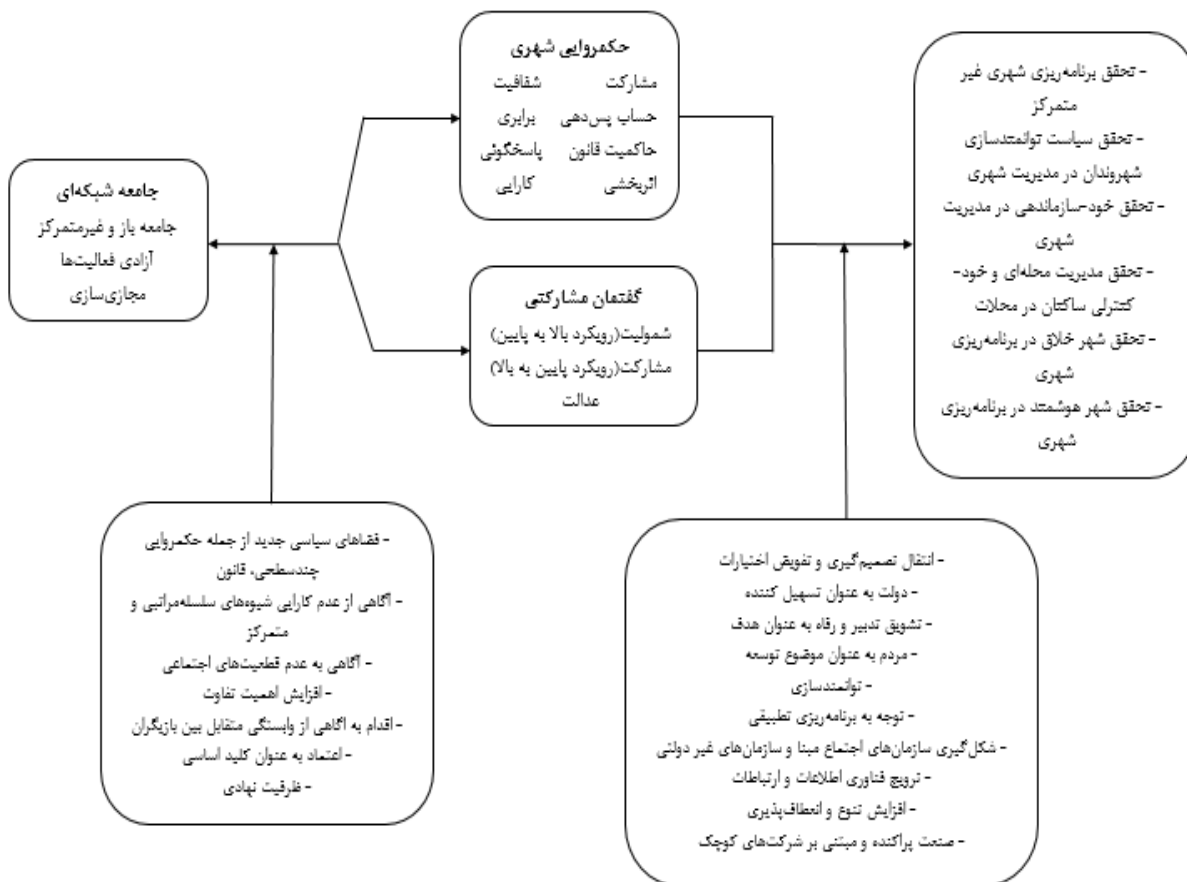 جامعه شبکه‌ای
جامعه باز و غیرمتمرکز
آزادی فعالیت‌ها
مجازی‌سازی
حکمروایی شهری
مشارکت شفافیت
حساب پس‌دهی برابری
حاکمیت قانون پاسخگوئی
اثربخشی کارایی
گفتمان مشارکتی
شمولیت(رویکرد بالا به پایین)
مشارکت(رویکرد پایین به بالا)
عدالت
- تحقق برنامه‌ریزی شهری غیر
متمرکز
- تحقق سیاست توانمندسازی
شهروندان در مدیریت شهری
- تحقق خود-سازماندهی در مدیریت
شهری
- تحقق مدیریت محله‌ای و خود-
کنترلی ساکنان در محلات
- تحقق شهر خلاق در برنامه‌ریزی
شهری
- تحقق شهر هوشمند در برنامه‌ریزی
شهری
- فضاهای سیاسی جدید از جمله حکمروایی
چندسطحی، قانون
- آگاهی از عدم کارایی شیوه‌های سلسله‌مراتبی و
متمرکز
- آگاهی به عدم قطعیت‌های اجتماعی
- افزایش اهمیت تفاوت
- اقدام به آگاهی از وابستگی متقابل بین بازیگران
- اعتماد به عنوان کلید اساسی
- ظرفیت نهادی
- انتقال تصمیم‌گیری و تفویض اختیارات
- دولت به عنوان تسهیل کننده
- تشویق تدبیر و رفاه به عنوان هدف
- مردم به عنوان موضوع توسعه
- توانمندسازی
- توجه به برنامه‌ریزی تطبیقی
- شکل‌گیری سازمان‌های اجتماع مبنا و سازمان‌های غیر دولتی
- ترویج فناوری اطلاعات و ارتباطات
- افزایش تنوع و انعطاف‌پذیری
- صنعت پراکنده و مبتنی بر شرکت‌های کوچک